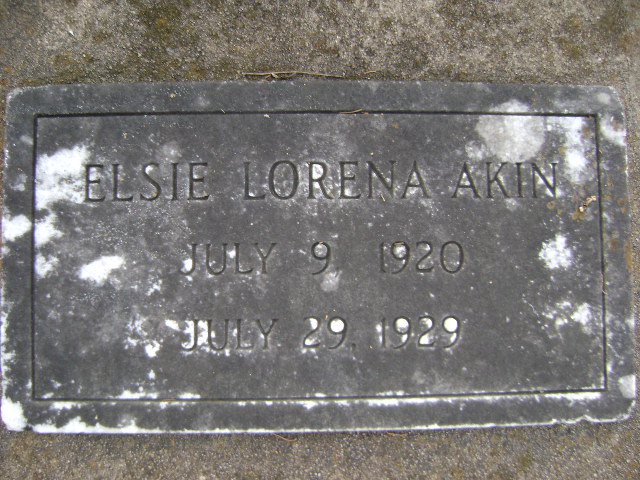 ELSIE LORENA AKIN
JULY 9. 1920
JULY 29. 1929